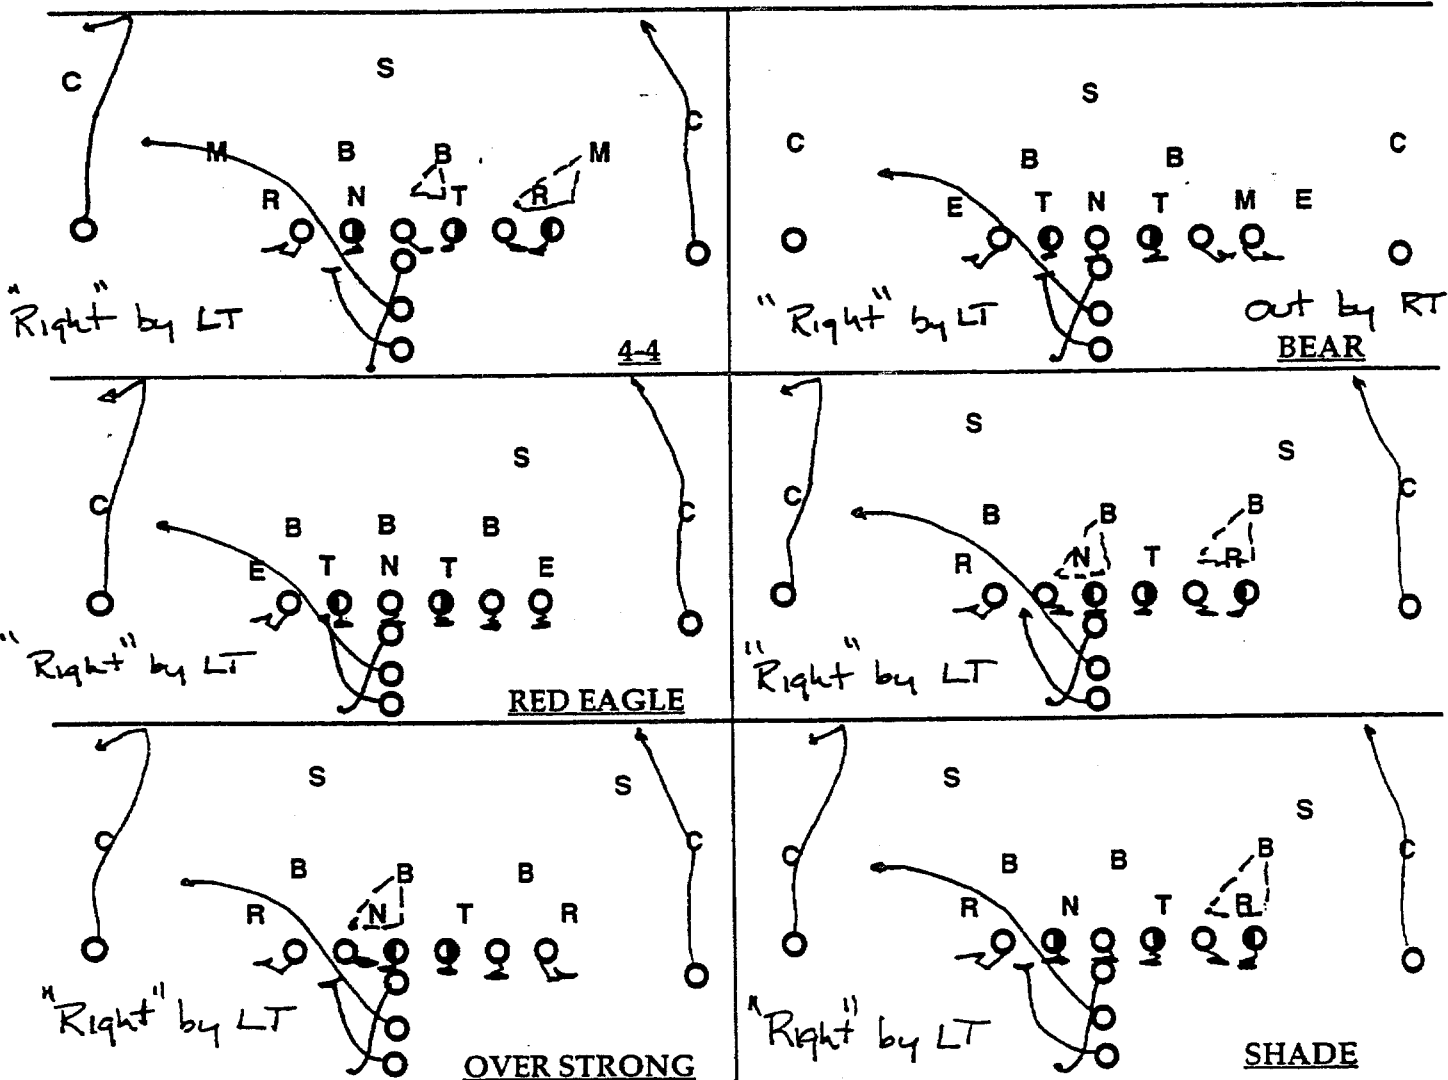 C S C
M B B M
R N T R
"Right" by LT
4-4
S
C C
B B
E T N T M E
"Right" by LT out by RT
BEAR
S
C C
B B B
E T N T E
"Right" by LT
RED EAGLE
S S
C C
B B B
R N T R
"Right" by LT
S S
C C
B B B
R N T R
"Right" by LT
OVER STRONG
S S
C C
B B B
R N T R
"Right" by LT
SHADE